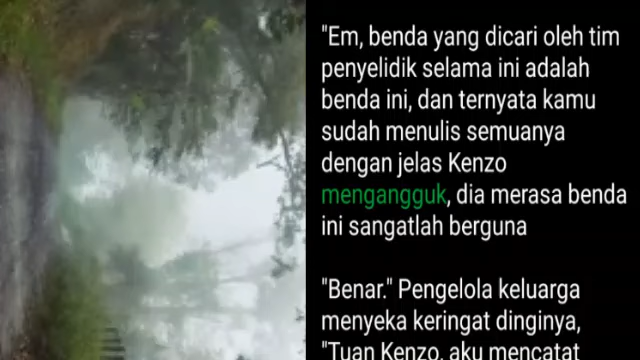 "Em, benda yang dicari oleh tim
penyelidik selama ini adalah
benda ini, dan ternyata kamu
sudah menulis semuanya
dengan jelas Kenzo
mengangguk, dia merasa benda
ini sangatlah berguna
"Benar." Pengelola keluarga
menyeka keringat dinginya,
"Tuan Kenzo, aku mencatat